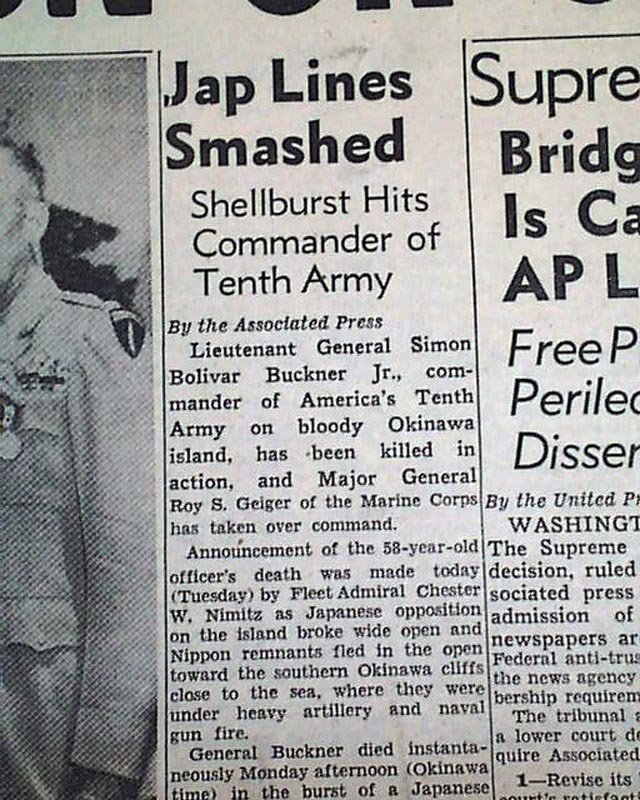 Jap Lines
Smashed
Shellburst Hits
Commander of
Tenth Army
By the Associated Press
Lieutenant General Simon
Bolivar Buckner Jr., com-
mander of America's Tenth
Army on bloody Okinawa
island, has been killed in
action, and Major General
Roy S. Geiger of the Marine Corps
has taken over command.
Announcement of the 58-year-old
officer's death was made today
(Tuesday) by Fleet Admiral Chester
W. Nimitz as Japanese opposition
on the island broke wide open and
Nippon remnants fled in the open
toward the southern Okinawa cliffs
close to the sea, where they were
under heavy artillery and naval
gun fire.
General Buckner died instanta-
neously Monday afternoon (Okinawa
time) in the burst of a Japanese
Supre
Bridg
Is Ca
AP L
Free P
Perile
Disse
By the United Pr
WASHINGT
The Supreme
decision, ruled
sociated press
admission of
newspapers ar
Federal anti-trus
the news agency
bership requirem
The tribunal
a lower court de
quire Associated
1—Revise its
court's satisfact